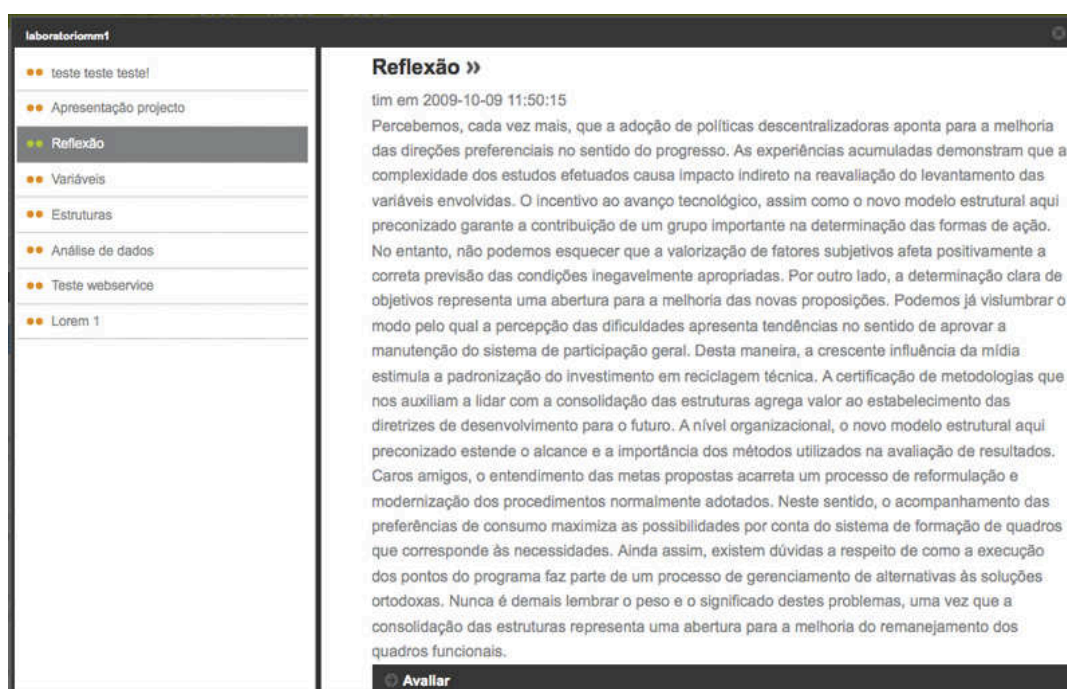 laboratoriomm1
teste teste teste!
Apresentação projecto
Reflexão
Variáveis
Estruturas
Análise de dados
Teste webservice
Lorem 1
Reflexão »
tim em 2009-10-09 11:50:15
Percebemos, cada vez mais, que a adoção de políticas descentralizadoras aponta para a melhoria
das direções preferenciais no sentido do progresso. As experiências acumuladas demonstram que a
complexidade dos estudos efetuados causa impacto indireto na reavaliação do levantamento das
variáveis envolvidas. O incentivo ao avanço tecnológico, assim como o novo modelo estrutural aqui
preconizado garante a contribuição de um grupo importante na determinação das formas de ação.
No entanto, não podemos esquecer que a valorização de fatores subjetivos afeta positivamente a
correta previsão das condições inegavelmente apropriadas. Por outro lado, a determinação clara de
objetivos representa uma abertura para a melhoria das novas proposições. Podemos já vislumbrar o
modo pelo qual a percepção das dificuldades apresenta tendências no sentido de aprovar a
manutenção do sistema de participação geral. Desta maneira, a crescente influência da mídia
estimula a padronização do investimento em reciclagem técnica. A certificação de metodologias que
nos auxiliam a lidar com a consolidação das estruturas agrega valor ao estabelecimento das
diretrizes de desenvolvimento para o futuro. A nível organizacional, o novo modelo estrutural aqui
preconizado estende o alcance e a importância dos métodos utilizados na avaliação de resultados.
Caros amigos, o entendimento das metas propostas acarreta um processo de reformulação e
modernização dos procedimentos normalmente adotados. Neste sentido, o acompanhamento das
preferências de consumo maximiza as possibilidades por conta do sistema de formação de quadros
que corresponde às necessidades. Ainda assim, existem dúvidas a respeito de como a execução
dos pontos do programa faz parte de um processo de gerenciamento de alternativas às soluções
ortodoxas. Nunca é demais lembrar o peso e o significado destes problemas, uma vez que a
consolidação das estruturas representa uma abertura para a melhoria do remanejamento dos
quadros funcionais.
Avaliar